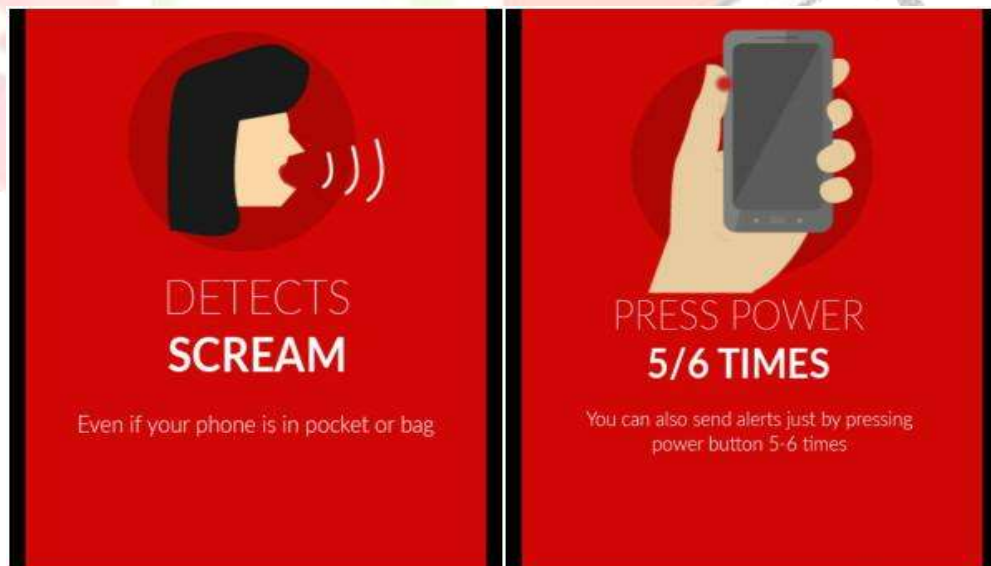 DETECTS
SCREAM
Even if your phone is in pocket or bag
PRESS POWER
5/6 TIMES
You can also send alerts just by pressing
power button 5-6 times